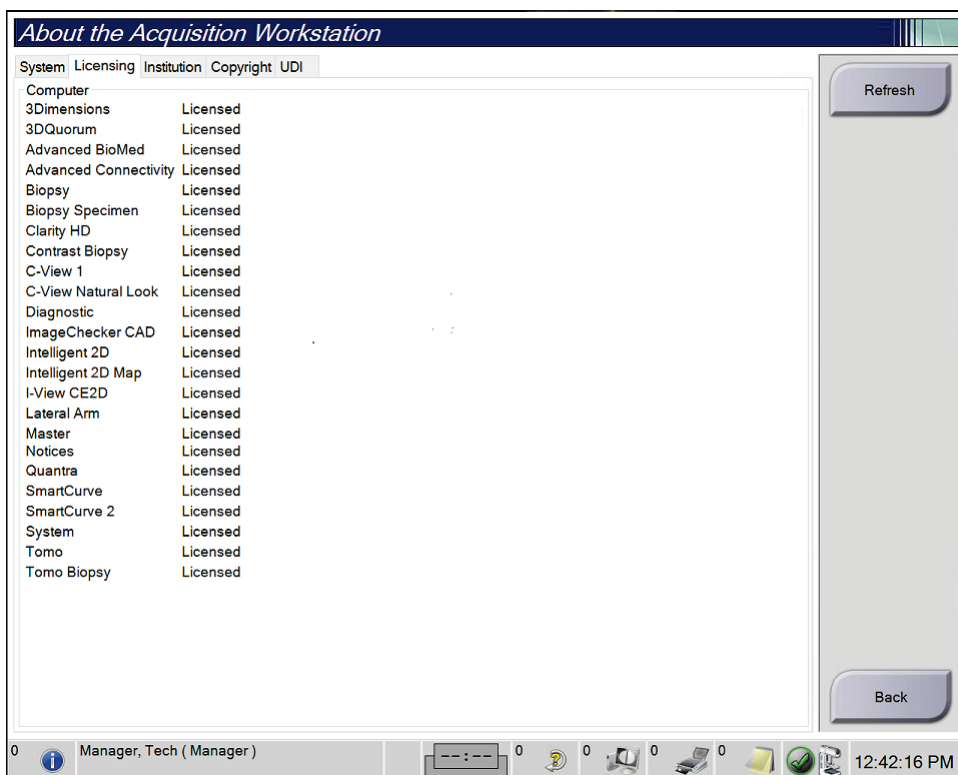 About the Acquisition Workstation
System Licensing Institution Copyright UDI
Computer
3Dimensions Licensed
3DQuorum Licensed
Advanced BioMed Licensed
Advanced Connectivity Licensed
Biopsy Licensed
Biopsy Specimen Licensed
Clarity HD Licensed
Contrast Biopsy Licensed
C-View 1 Licensed
C-View Natural Look Licensed
Diagnostic Licensed
ImageChecker CAD Licensed
Intelligent 2D Licensed
Intelligent 2D Map Licensed
I-View CE2D Licensed
Lateral Arm Licensed
Master Licensed
Notices Licensed
Quantra Licensed
SmartCurve Licensed
SmartCurve 2 Licensed
System Licensed
Tomo Licensed
Tomo Biopsy Licensed
Refresh
Back
0 Manager, Tech ( Manager ) --:-- 0 0 0 0 12:42:16 PM